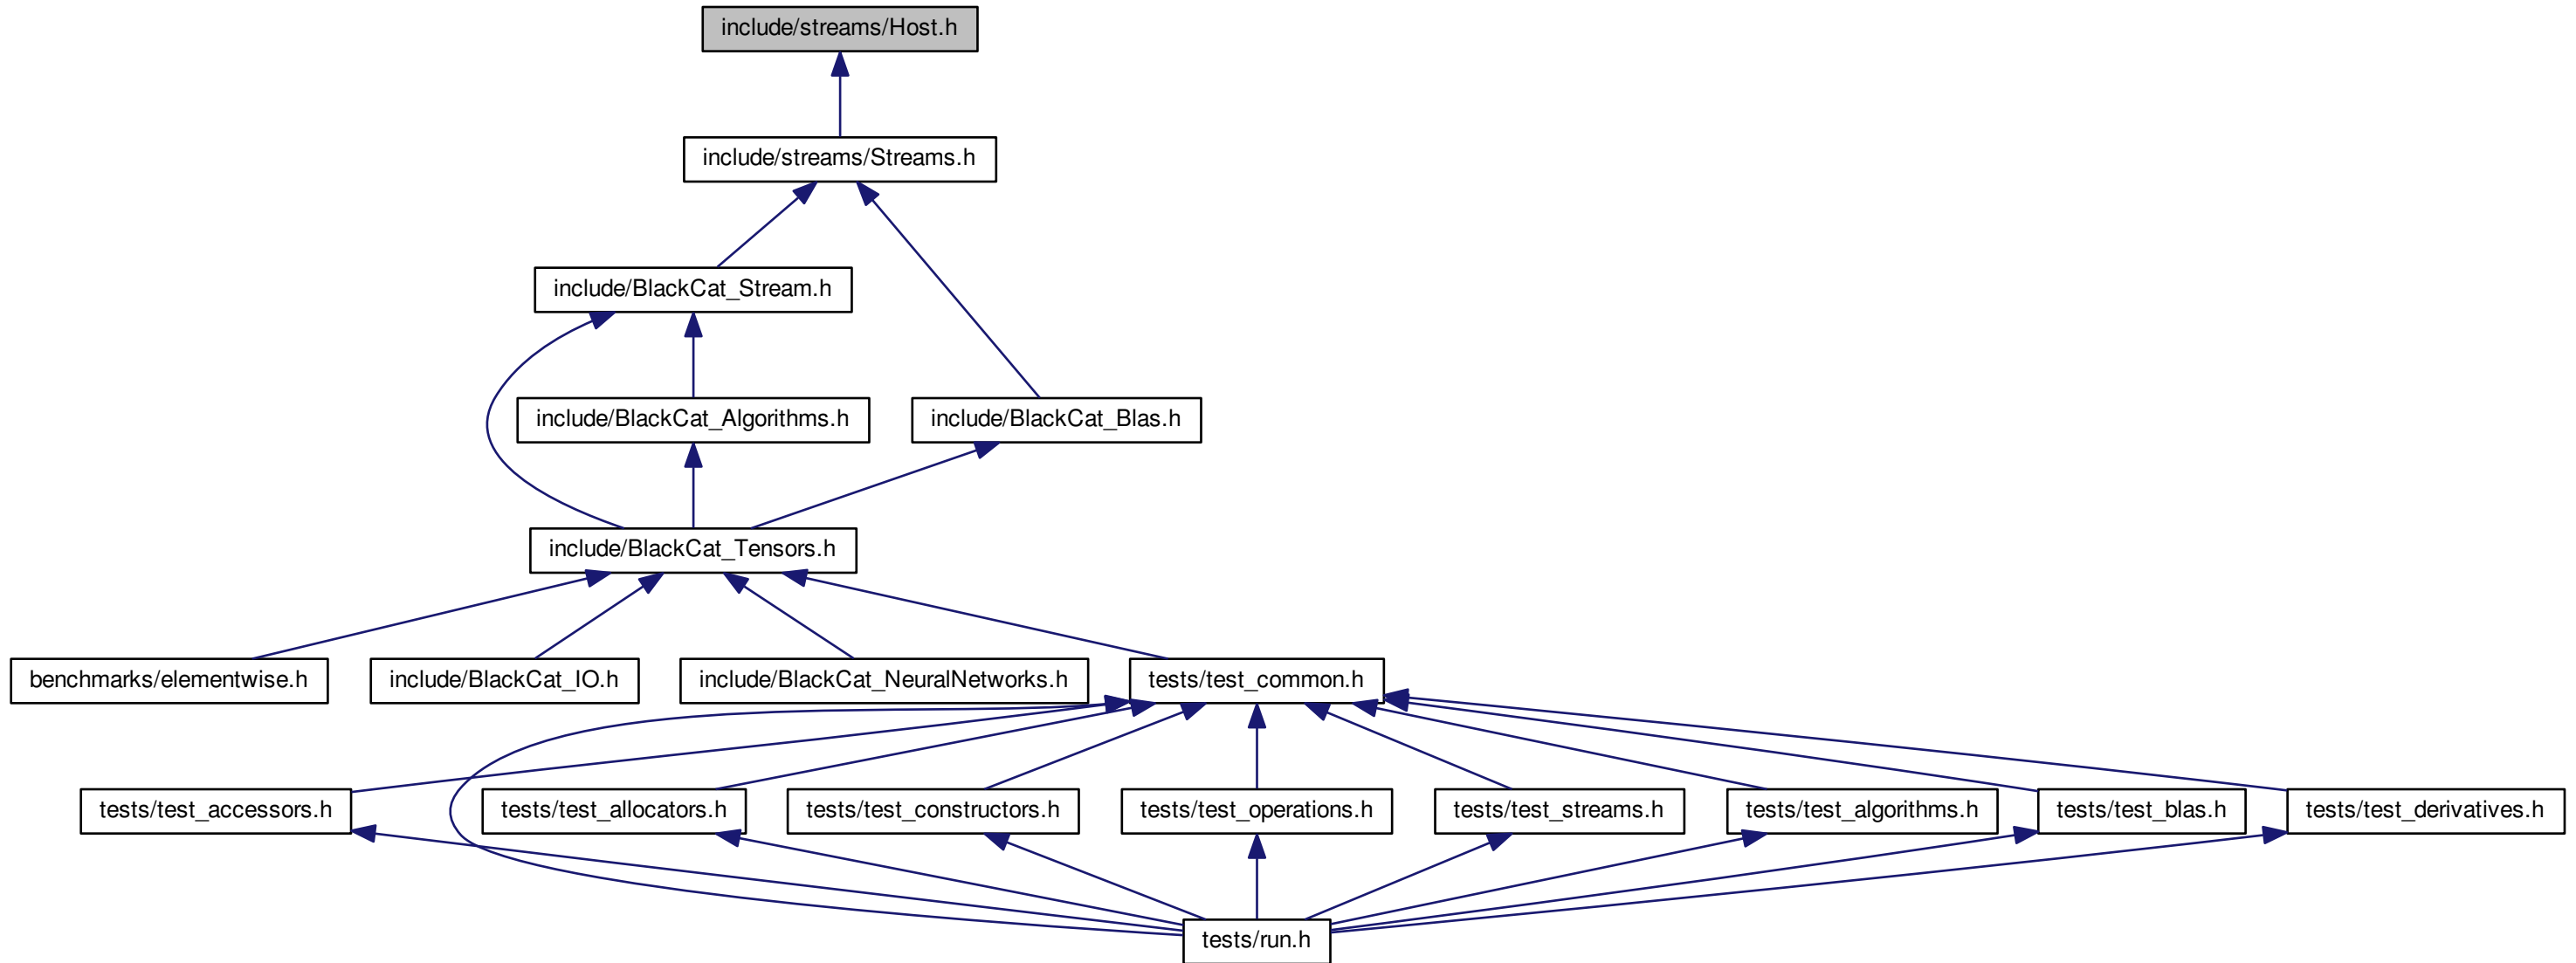 include/streams/Host.h
include/streams/Streams.h
include/BlackCat_Stream.h
include/BlackCat_Algorithms.h
include/BlackCat_Blas.h
include/BlackCat_Tensors.h
benchmarks/elementwise.h
include/BlackCat_IO.h
include/BlackCat_NeuralNetworks.h
tests/test_common.h
tests/test_accessors.h
tests/test_allocators.h
tests/test_constructors.h
tests/test_operations.h
tests/test_streams.h
tests/test_algorithms.h
tests/test_blas.h
tests/test_derivatives.h
tests/run.h